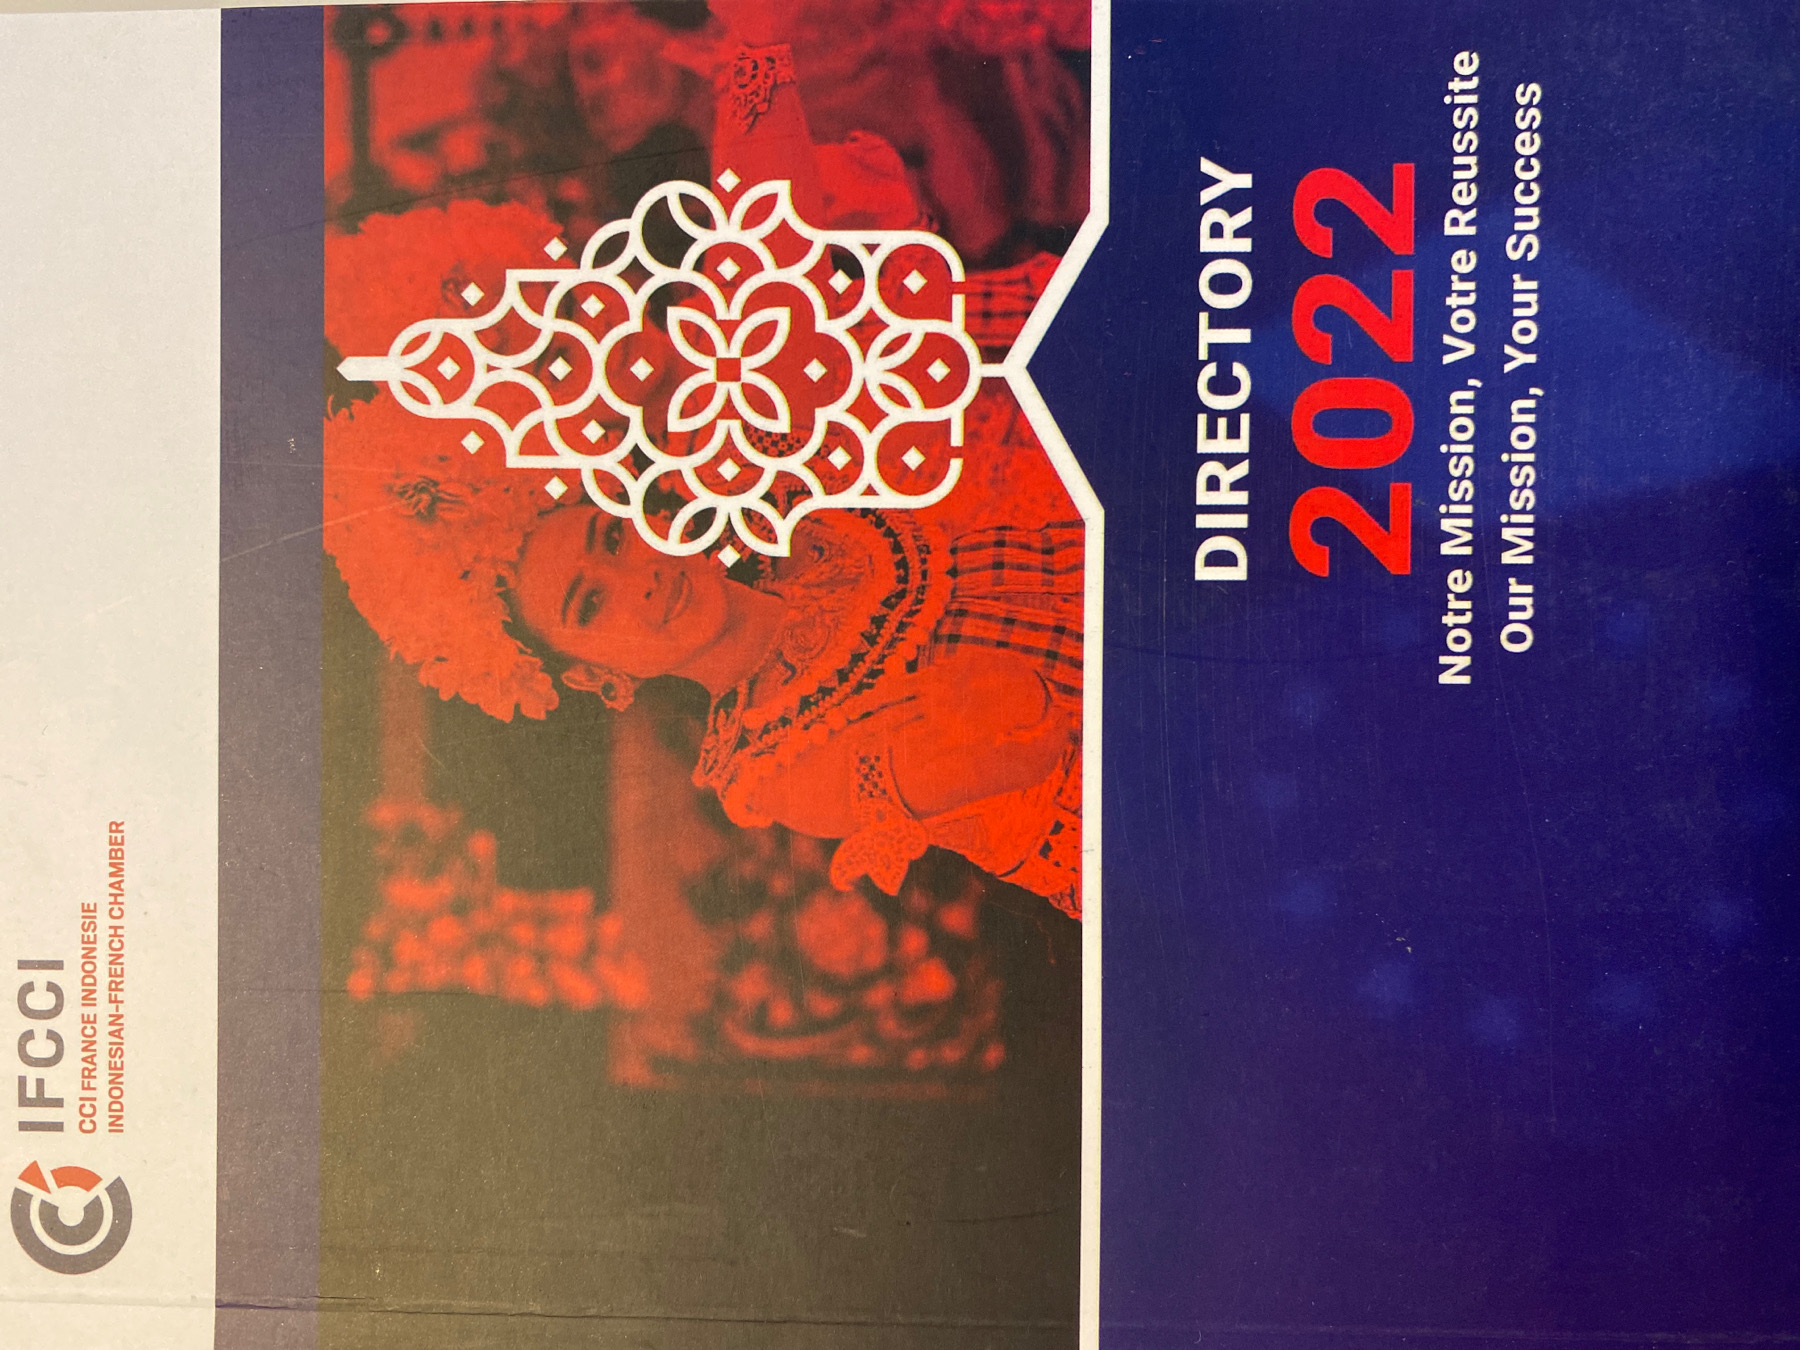 IFCCI
CCI FRANCE INDONESIE
INDONESIAN-FRENCH CHAMBER
DIRECTORY
2022
Notre Mission, Votre Reussite
Our Mission, Your Success